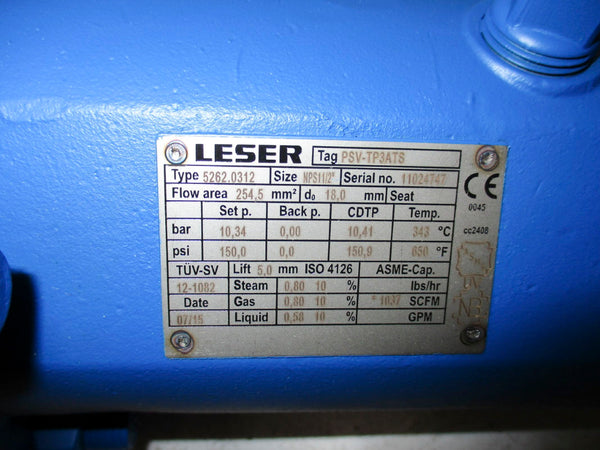 LESER Tag PSV-TP3ATS
Type 5262.0312 Size NPS11/2" Serial no. 11024747
Flow area 254,5 mm² d₀ 18,0 mm Seat
Set p. Back p. CDTP Temp.
bar 10,34 0,00 10,41 343 °C
psi 150,0 0,0 150,9 650 °F
TÜV-SV Lift 5,0 mm ISO 4126 ASME-Cap.
12-1082 Steam 0,80 10 % lbs/hr
Date Gas 0,80 10 % * 1037 SCFM
07/15 Liquid 0,58 10 % GPM
CE
0045
cc2408
NB